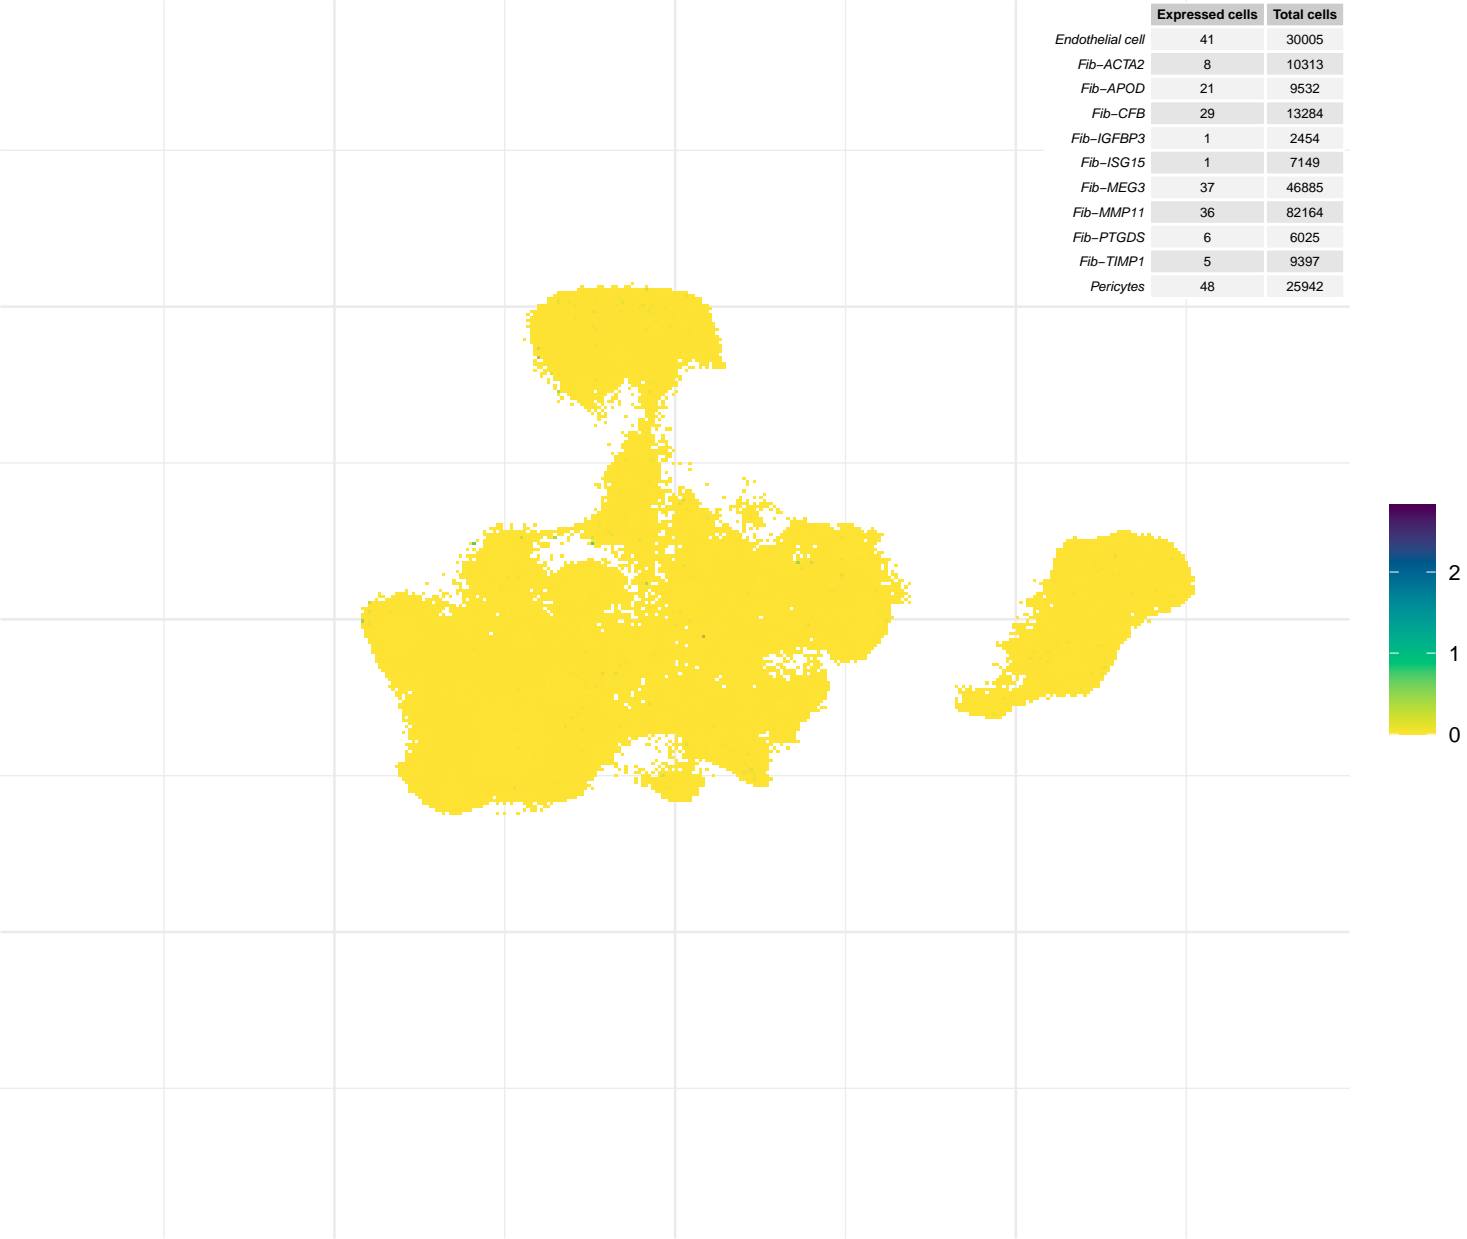 Expressed cells Total cells
Endothelial cell 41 30005
Fib−ACTA2 8 10313
Fib−APOD 21 9532
Fib−CFB 29 13284
Fib−IGFBP3 1 2454
Fib−ISG15 1 7149
Fib−MEG3 37 46885
Fib−MMP11 36 82164
Fib−PTGDS 6 6025
Fib−TIMP1 5 9397
Pericytes 48 25942
2
1
0